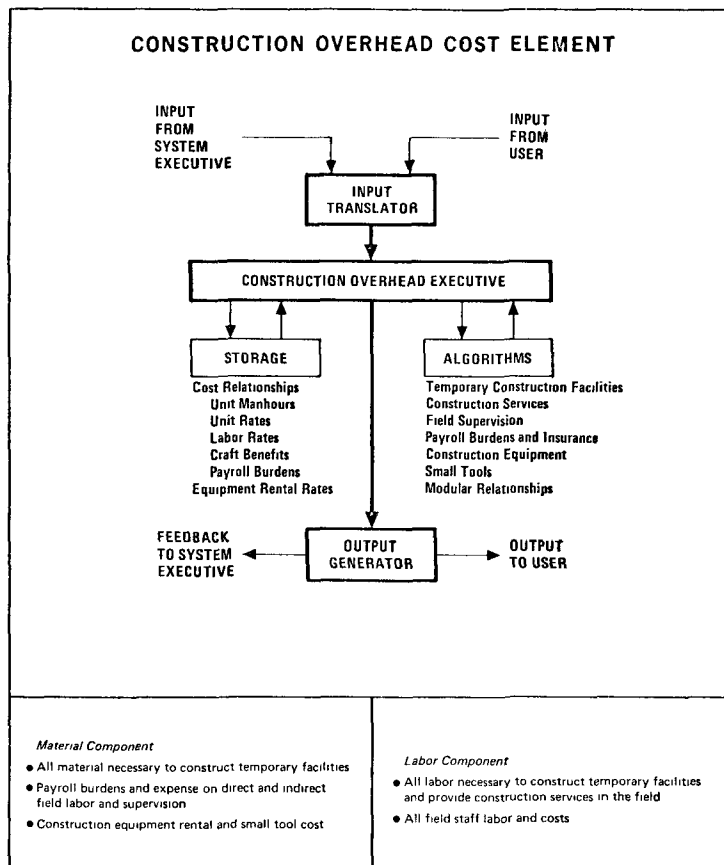 CONSTRUCTION OVERHEAD COST ELEMENT
INPUT
FROM
SYSTEM
EXECUTIVE
INPUT
FROM
USER
INPUT
TRANSLATOR
CONSTRUCTION OVERHEAD EXECUTIVE
STORAGE
Cost Relationships
Unit Manhours
Unit Rates
Labor Rates
Craft Benefits
Payroll Burdens
Equipment Rental Rates
ALGORITHMS
Temporary Construction Facilities
Construction Services
Field Supervision
Payroll Burdens and Insurance
Construction Equipment
Small Tools
Modular Relationships
FEEDBACK
TO SYSTEM
EXECUTIVE
OUTPUT
GENERATOR
OUTPUT
TO USER
Material Component
● All material necessary to construct temporary facilities
● Payroll burdens and expense on direct and indirect
field labor and supervision
● Construction equipment rental and small tool cost
Labor Component
● All labor necessary to construct temporary facilities
and provide construction services in the field
● All field staff labor and costs